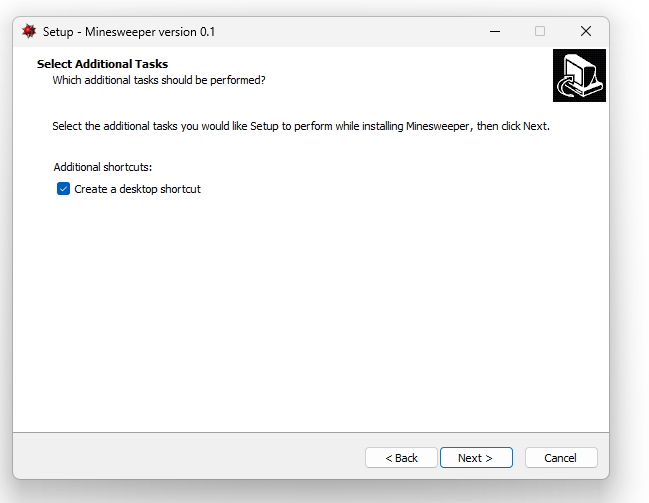 Setup - Minesweeper version 0.1
Select Additional Tasks
Which additional tasks should be performed?
Select the additional tasks you would like Setup to perform while installing Minesweeper, then click Next.
Additional shortcuts:
Create a desktop shortcut
< Back Next > Cancel